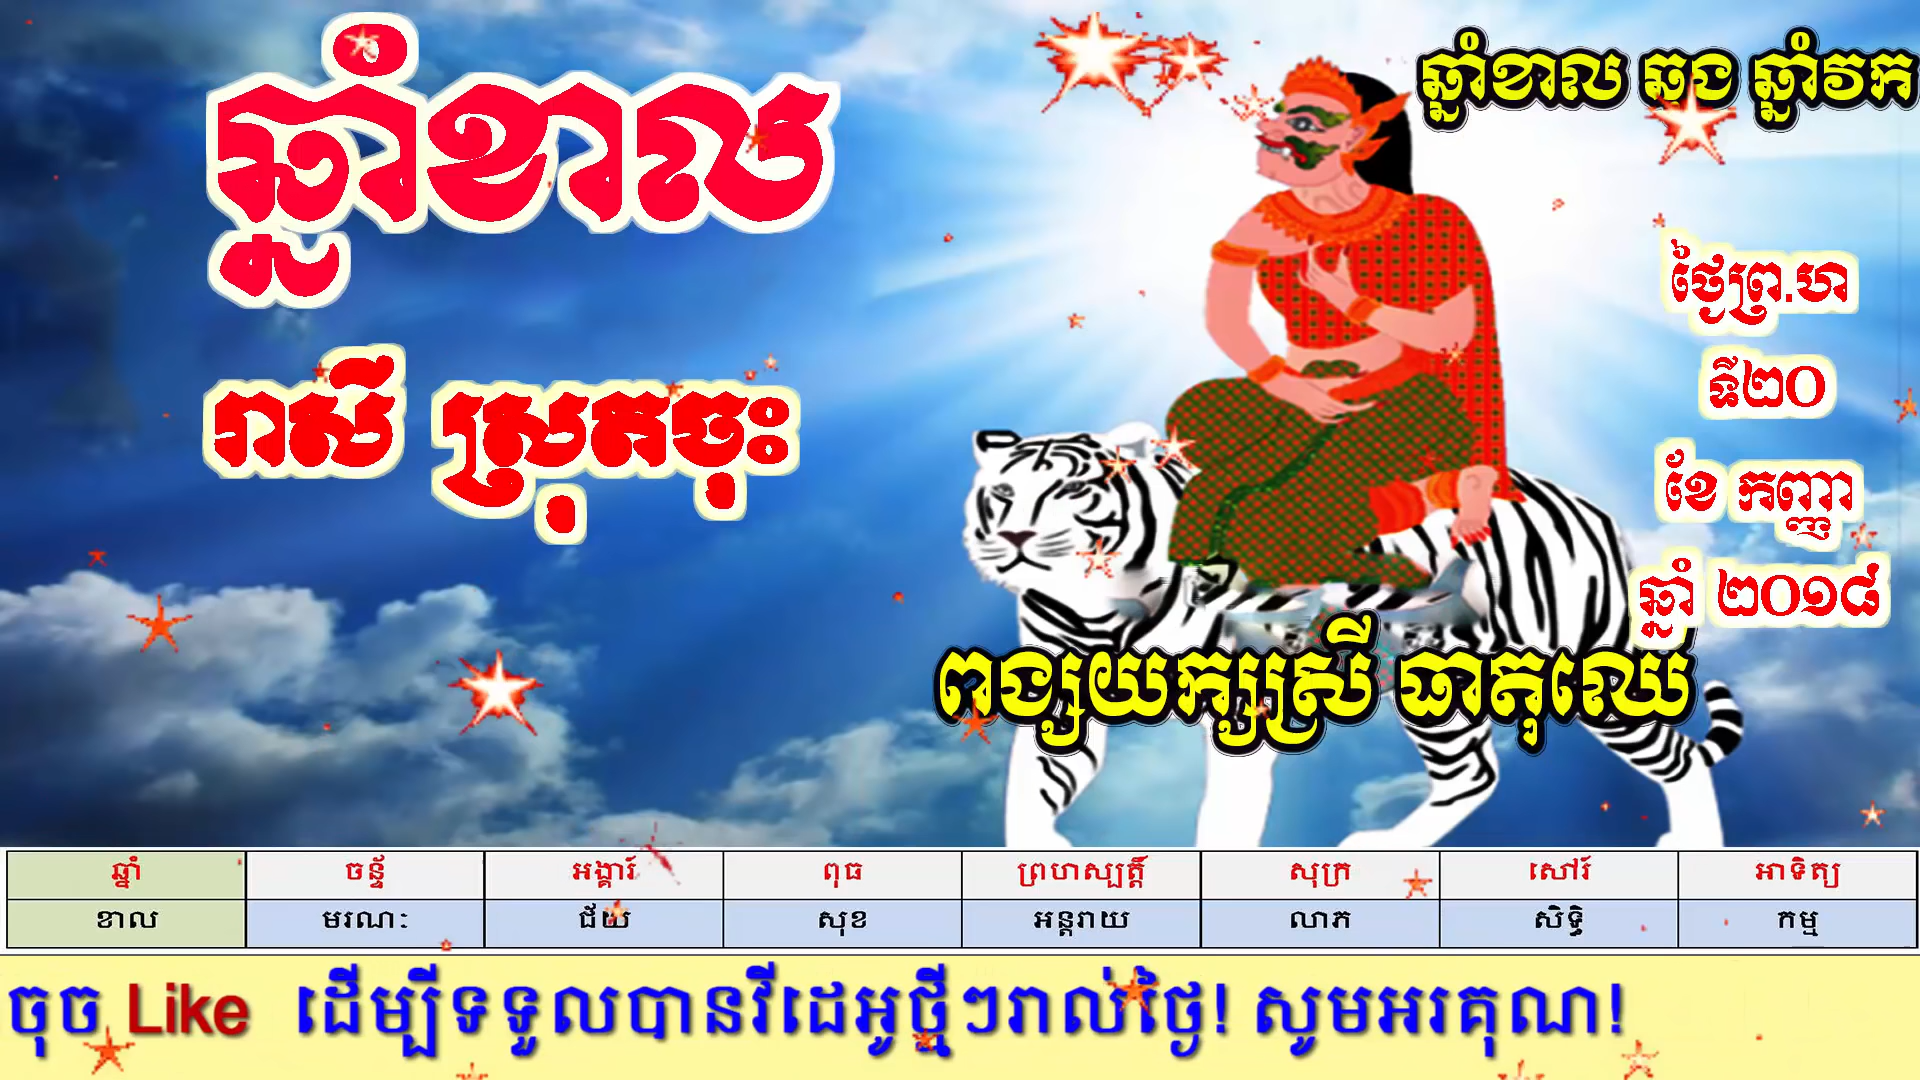 ឆ្នាំខាល
រាសី ស្រុតចុះ
ឆ្នាំខាល ឆុង ឆ្នាំវក
ថ្ងៃព្រ.ហ
ទី២០
ខែ កញ្ញា
ឆ្នាំ ២០១៨
ពង្សយក្សស្រី ធាតុឈើ
ឆ្នាំ ចន្ទ័ អង្គារ៍ ពុធ ព្រហស្បត្តិ៍ សុក្រ សៅរ៍ អាទិត្យ
ខាល មរណៈ ជ័យ សុខ អន្តរាយ លាភ សិទ្ធិ កម្ម
ចុច Like ដើម្បីទទួលបានវីដេអូថ្មីៗរាល់ថ្ងៃ! សូមអរគុណ!